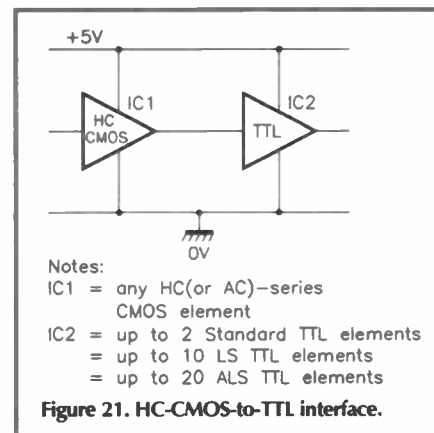 +5V
IC1
IC2
HC
CMOS
TTL
0V
Notes:
IC1 = any HC(or AC)-series
CMOS element
IC2 = up to 2 Standard TTL elements
= up to 10 LS TTL elements
= up to 20 ALS TTL elements
Figure 21. HC-CMOS-to-TTL interface.